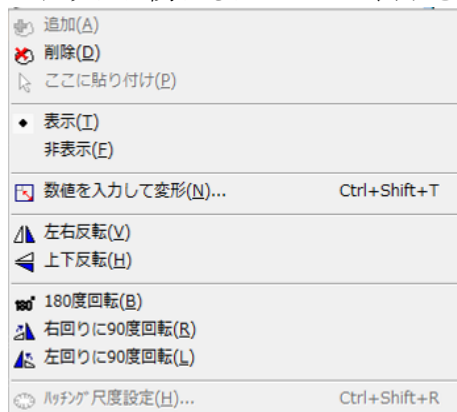 追加(A)
削除(D)
ここに貼り付け(P)
表示(T)
非表示(F)
数値を入力して変形(N)... Ctrl+Shift+T
左右反転(V)
上下反転(H)
180度回転(B)
右回りに90度回転(R)
左回りに90度回転(L)
ﾊｯﾁﾝｸﾞ尺度設定(H)... Ctrl+Shift+R